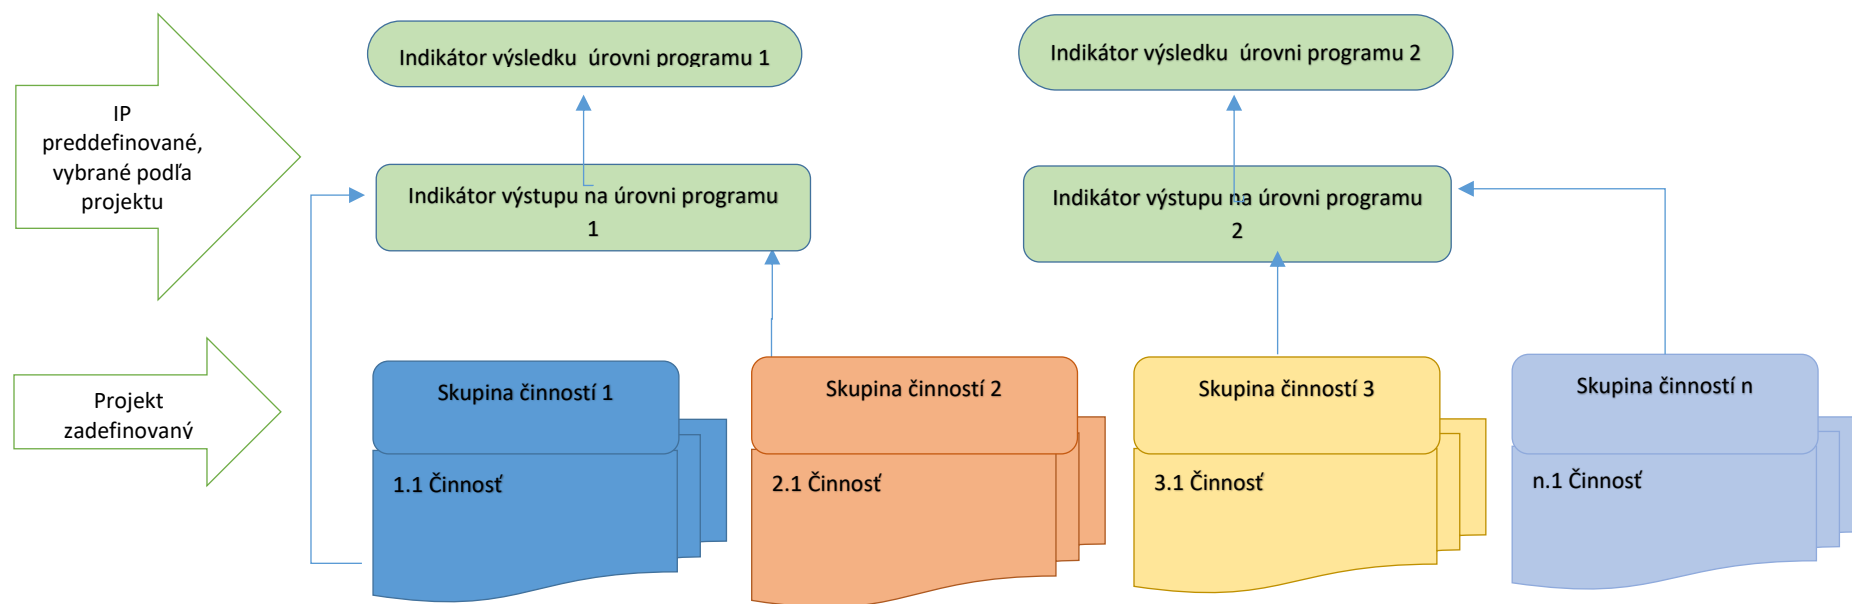 Indikátor výsledku  úrovni programu 1
Indikátor výsledku  úrovni programu 2
IP
preddefinované,
vybrané podľa
projektu
Indikátor výstupu na úrovni programu
1
Indikátor výstupu na úrovni programu
2
Projekt
zadefinovaný
Skupina činností 1
Skupina činností 2
Skupina činností 3
Skupina činností n
1.1 Činnosť
2.1 Činnosť
3.1 Činnosť
n.1 Činnosť